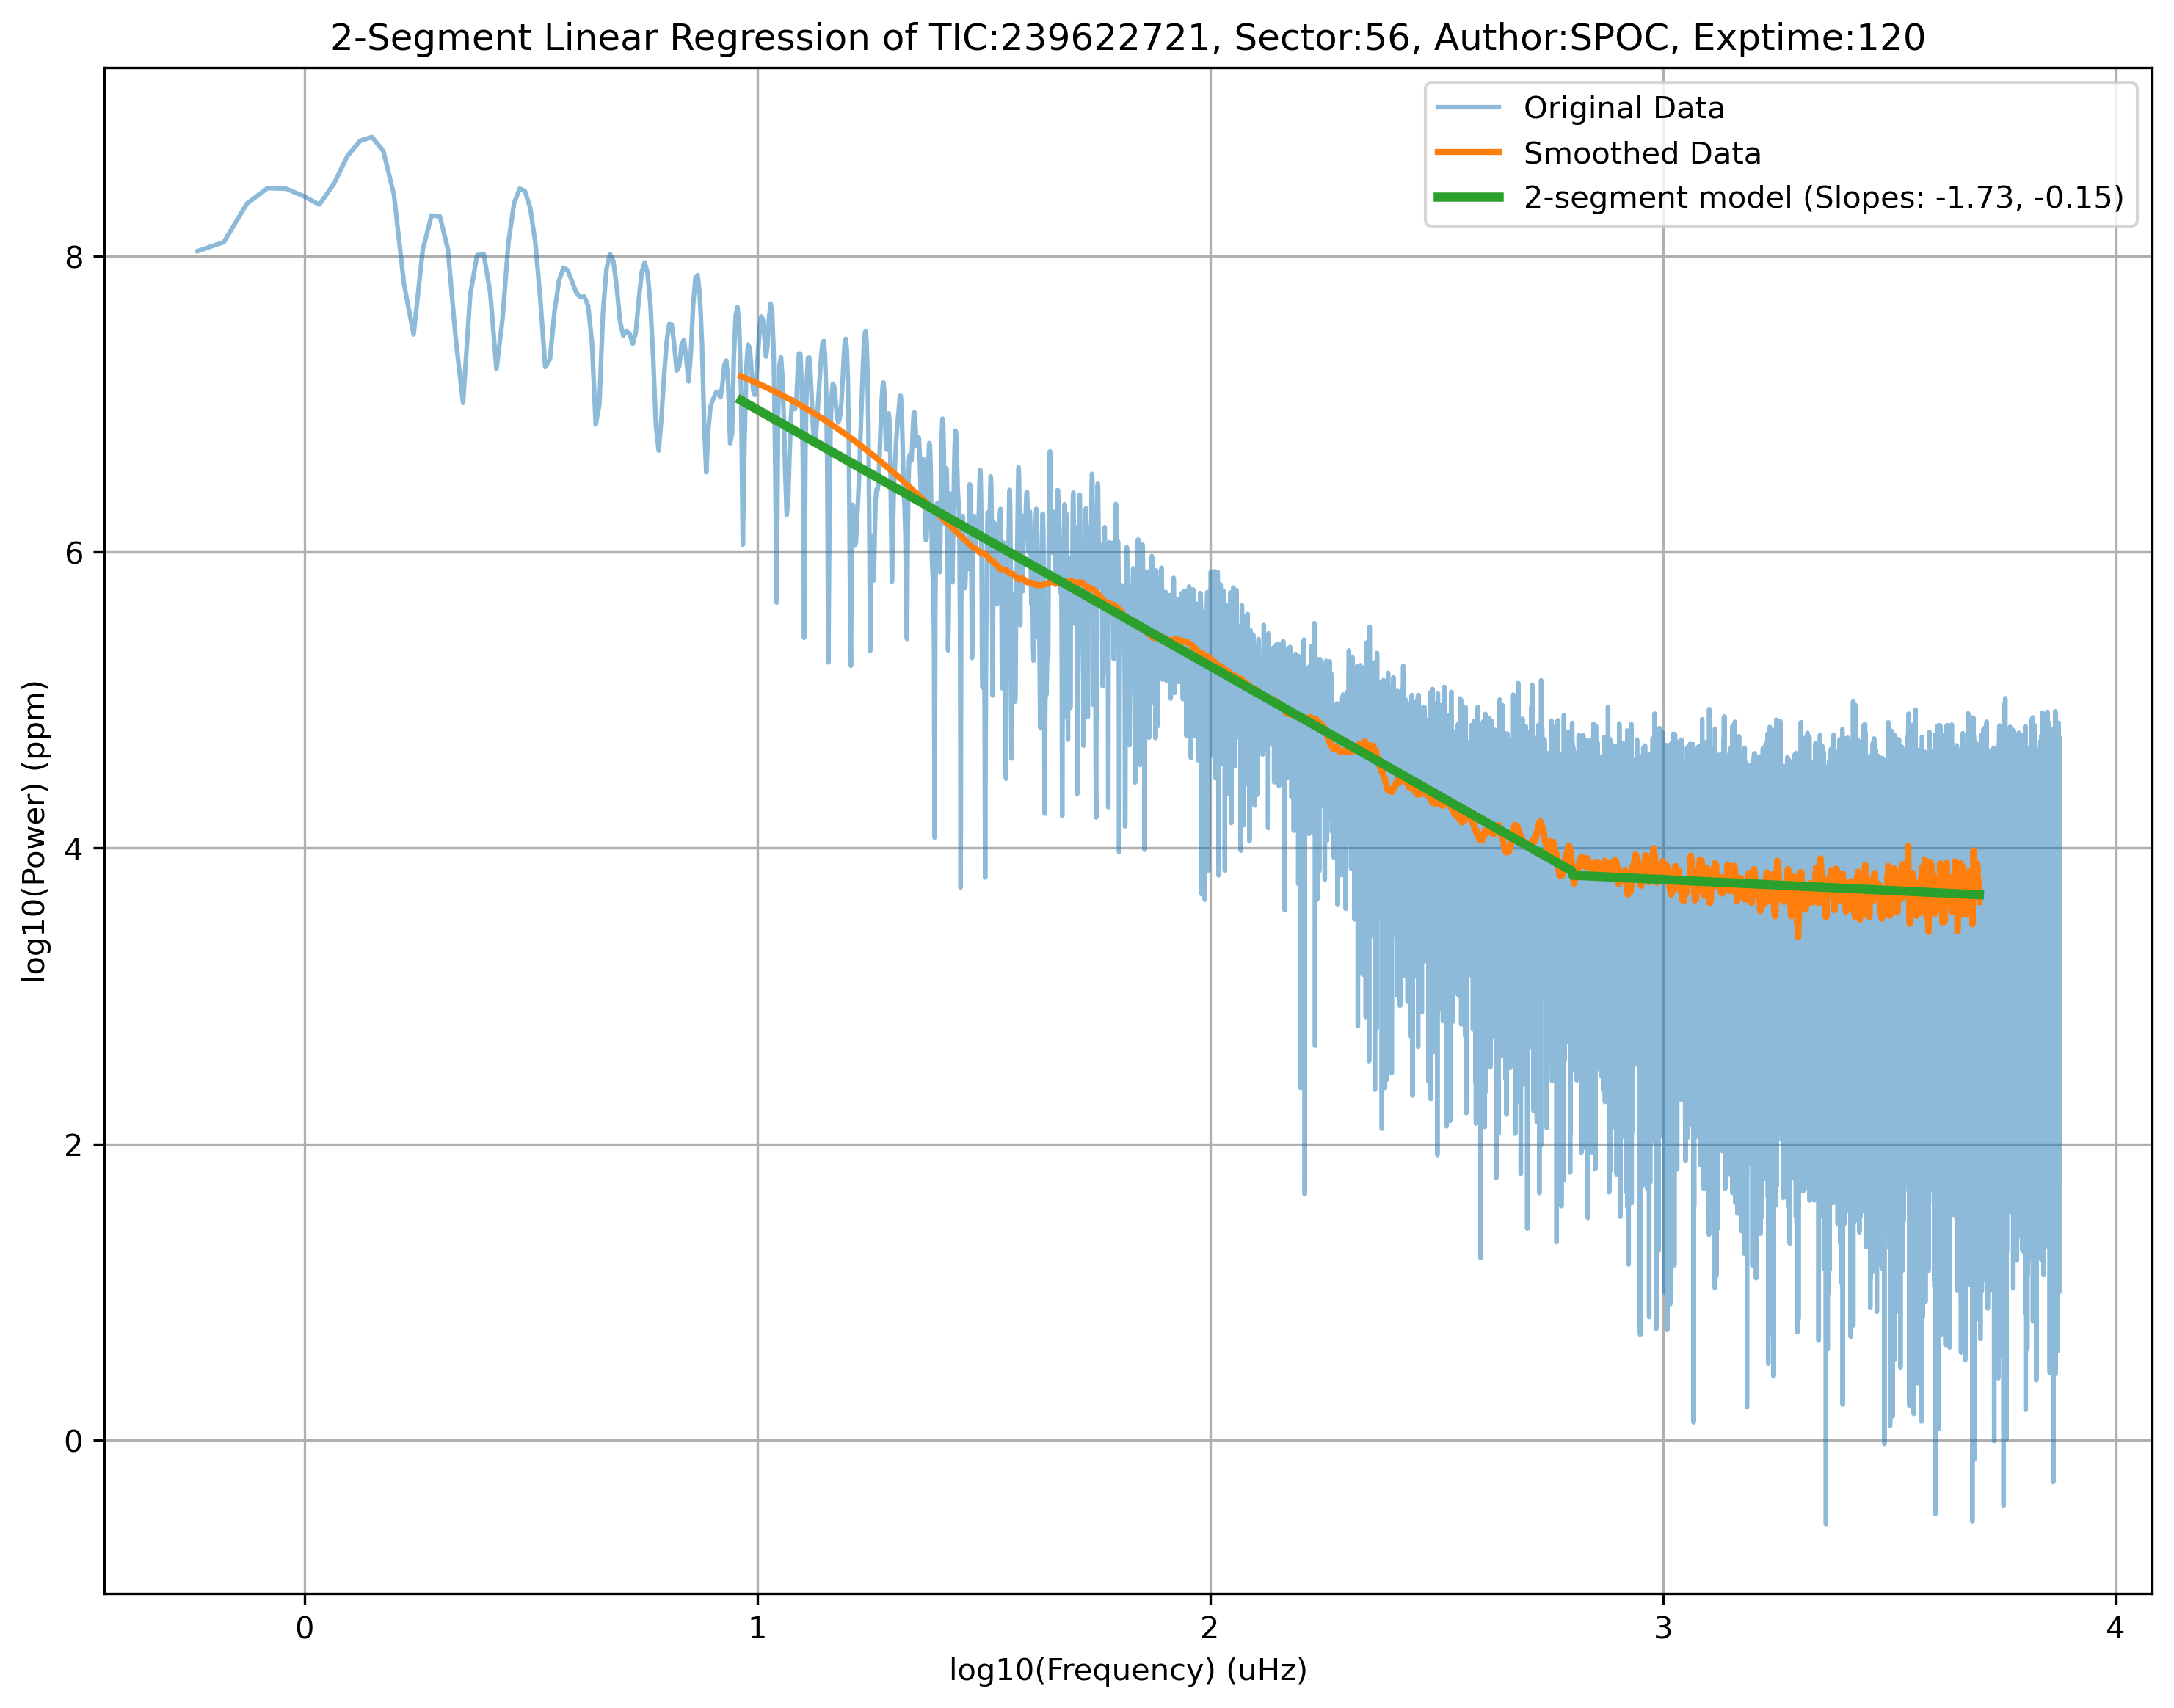 2-Segment Linear Regression of TIC:239622721, Sector:56, Author:SPOC, Exptime:120
Original Data
Smoothed Data
2-segment model (Slopes: -1.73, -0.15)
log10(Power) (ppm)
8
6
4
2
0
0
1
2
3
4
log10(Frequency) (uHz)